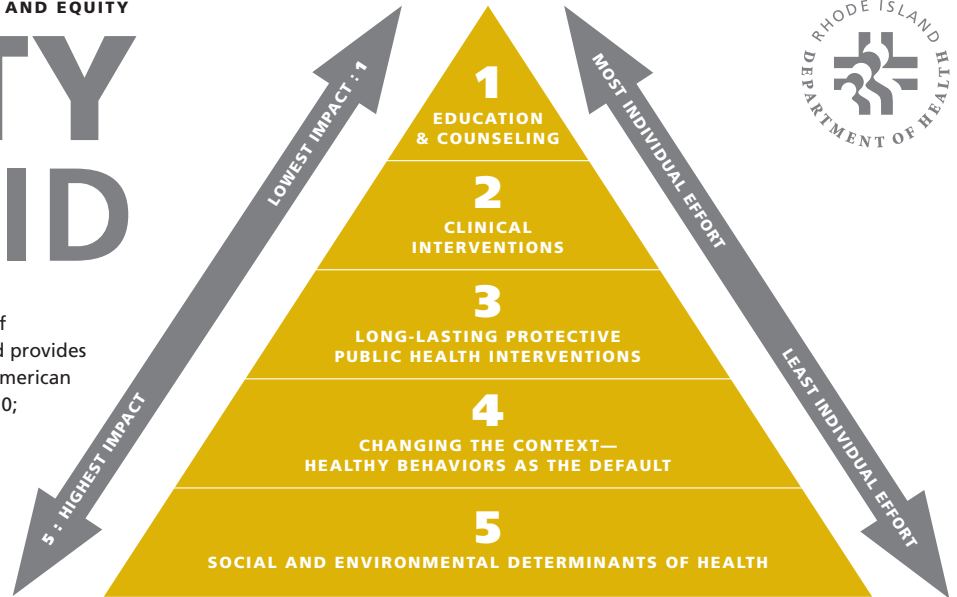 AND EQUITY
TY
ID
f
d provides
merican
0;
LOWEST IMPACT : 1
5 : HIGHEST IMPACT
1
EDUCATION
& COUNSELING
2
CLINICAL
INTERVENTIONS
3
LONG-LASTING PROTECTIVE
PUBLIC HEALTH INTERVENTIONS
4
CHANGING THE CONTEXT—
HEALTHY BEHAVIORS AS THE DEFAULT
5
SOCIAL AND ENVIRONMENTAL DETERMINANTS OF HEALTH
MOST INDIVIDUAL EFFORT
LEAST INDIVIDUAL EFFORT
RHODE ISLAND
DEPARTMENT OF HEALTH